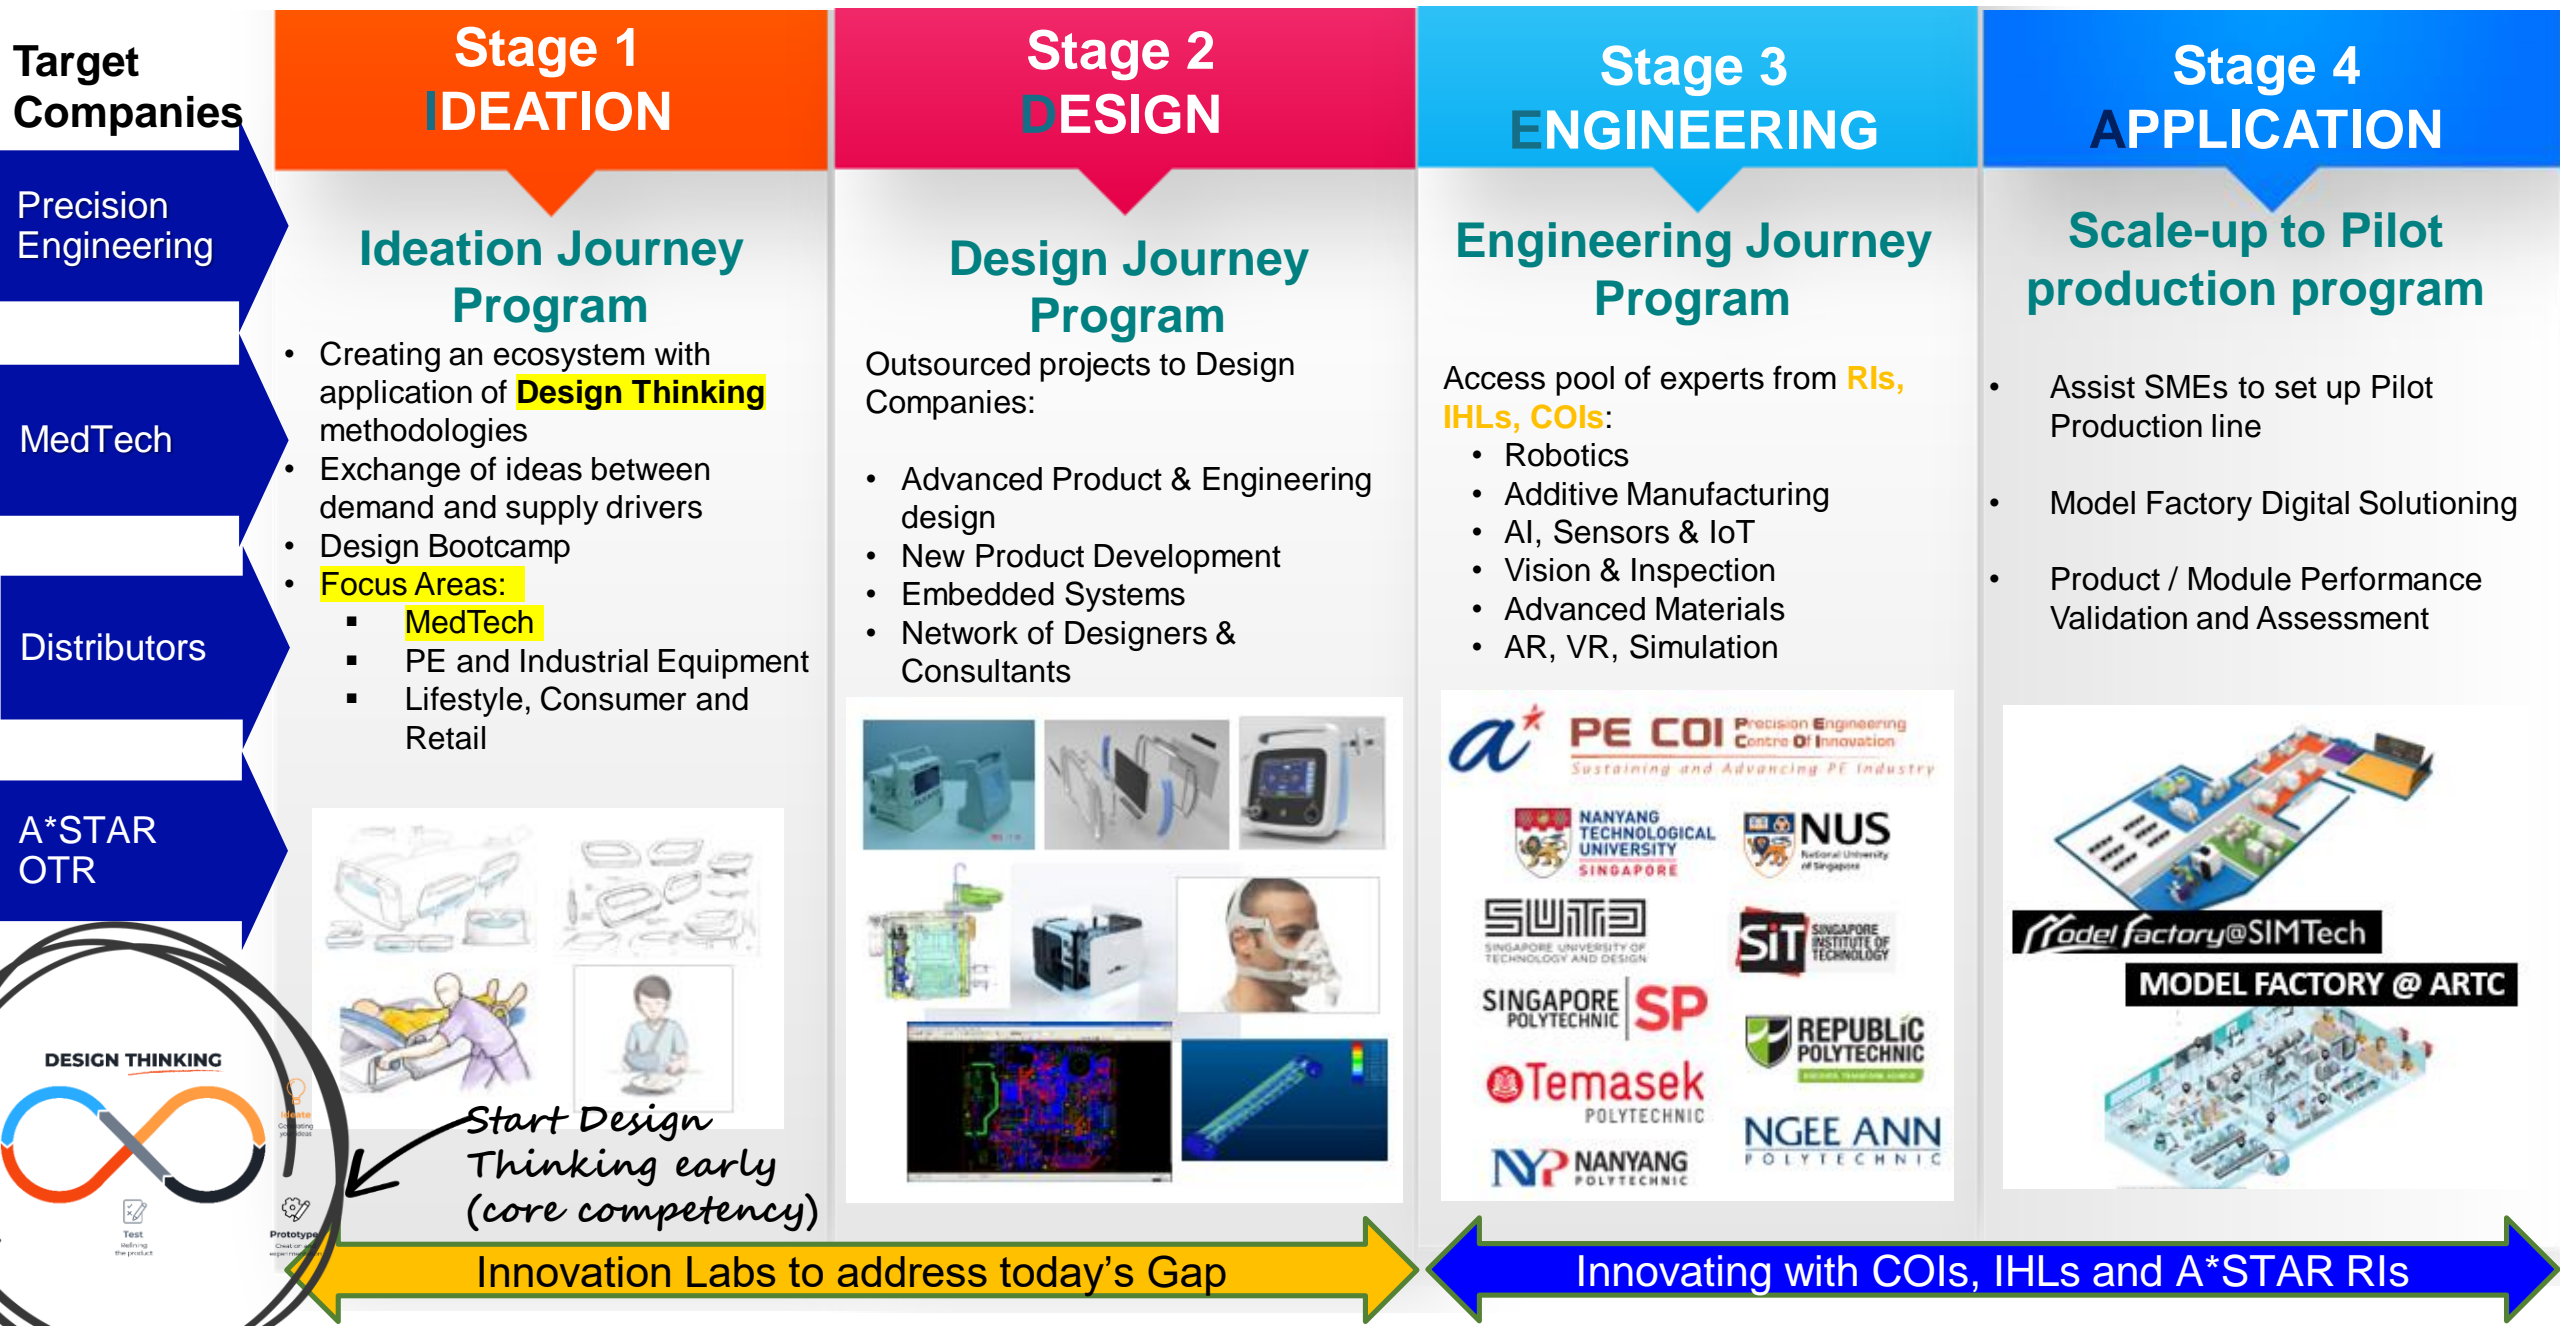 Target
Companies
Precision
Engineering
MedTech
Distributors
A*STAR
OTR
Stage 1
IDEATION
Ideation Journey
Program
• Creating an ecosystem with
application of Design Thinking
methodologies
• Exchange of ideas between
demand and supply drivers
• Design Bootcamp
• Focus Areas:
▪ MedTech
▪ PE and Industrial Equipment
▪ Lifestyle, Consumer and
Retail
Stage 2
DESIGN
Design Journey
Program
Outsourced projects to Design
Companies:
• Advanced Product & Engineering
design
• New Product Development
• Embedded Systems
• Network of Designers &
Consultants
Stage 3
ENGINEERING
Engineering Journey
Program
Access pool of experts from RIs,
IHLs, COIs:
• Robotics
• Additive Manufacturing
• AI, Sensors & IoT
• Vision & Inspection
• Advanced Materials
• AR, VR, Simulation
PE COI Precision Engineering
Centre Of Innovation
Sustaining and Advancing PE Industry
NANYANG
TECHNOLOGICAL
UNIVERSITY
SINGAPORE
NUS
National University
of Singapore
SUTD
SINGAPORE UNIVERSITY OF
TECHNOLOGY AND DESIGN
SiT SINGAPORE
INSTITUTE OF
TECHNOLOGY
SINGAPORE
POLYTECHNIC
SP
REPUBLIC
POLYTECHNIC
Temasek
POLYTECHNIC
NGEE ANN
POLYTECHNIC
NYP NANYANG
POLYTECHNIC
Stage 4
APPLICATION
Scale-up to Pilot
production program
• Assist SMEs to set up Pilot
Production line
• Model Factory Digital Solutioning
• Product / Module Performance
Validation and Assessment
Model factory@SIMTech
MODEL FACTORY @ ARTC
DESIGN THINKING
Ideate
Test
Refining
the product
Prototype
Start Design
Thinking early
(core competency)
Innovation Labs to address today's Gap
Innovating with COIs, IHLs and A*STAR RIs